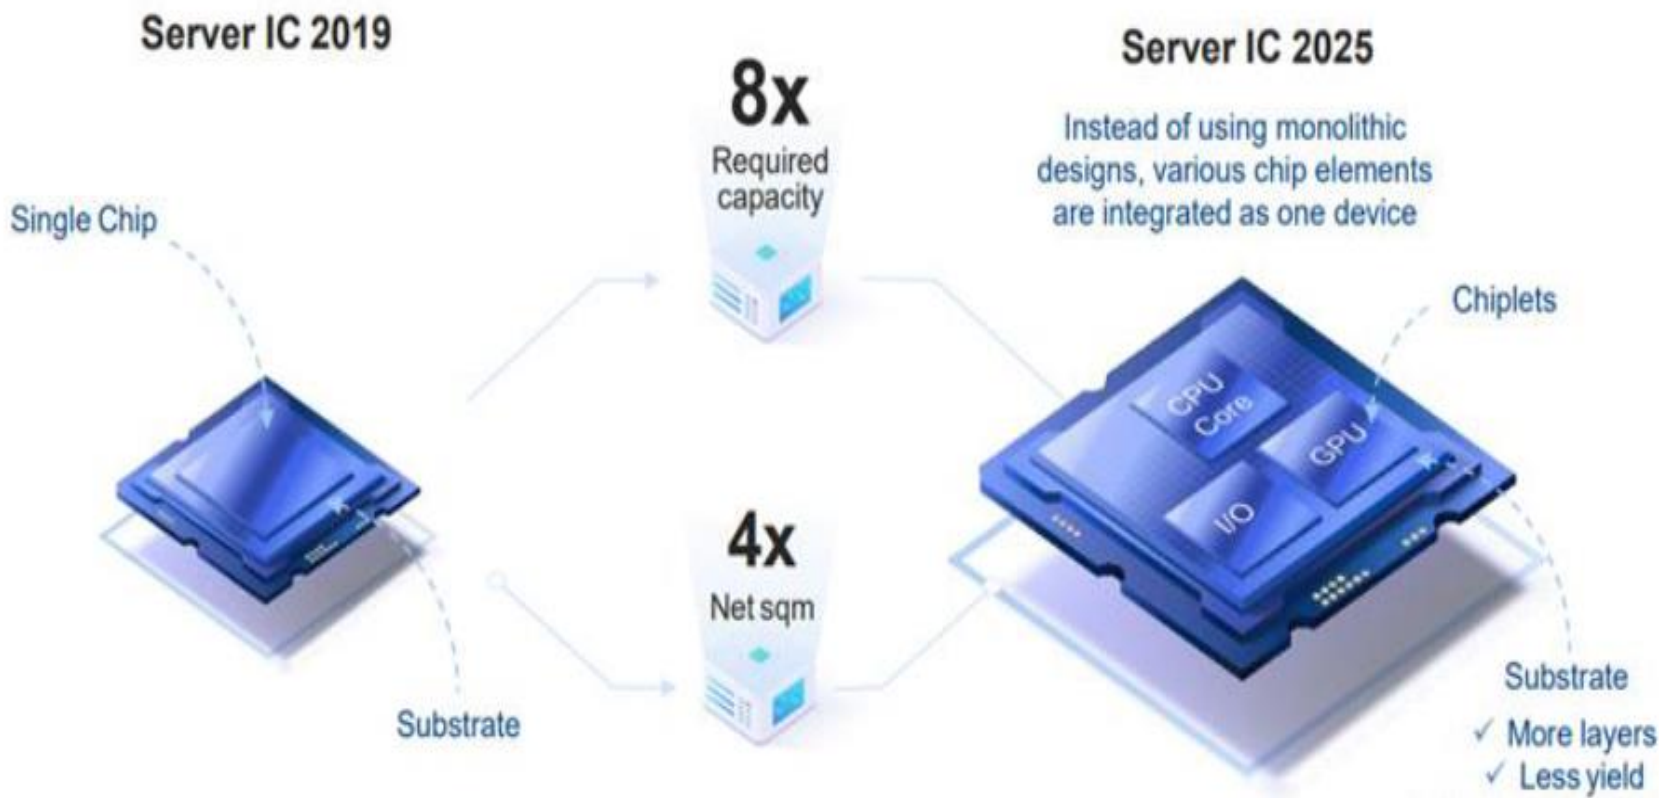 Server IC 2019
Single Chip
Substrate
8x
Required
capacity
4x
Net sqm
Server IC 2025
Instead of using monolithic
designs, various chip elements
are integrated as one device
Chiplets
CPU
Core
GPU
I/O
Substrate
✓ More layers
✓ Less yield